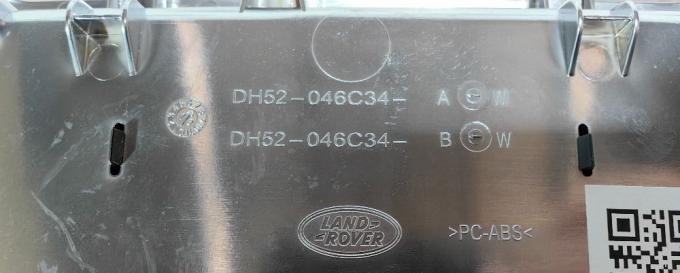 DH52-046C34- A W
DH52-046C34- B W
LAND
ROVER
>PC-ABS<